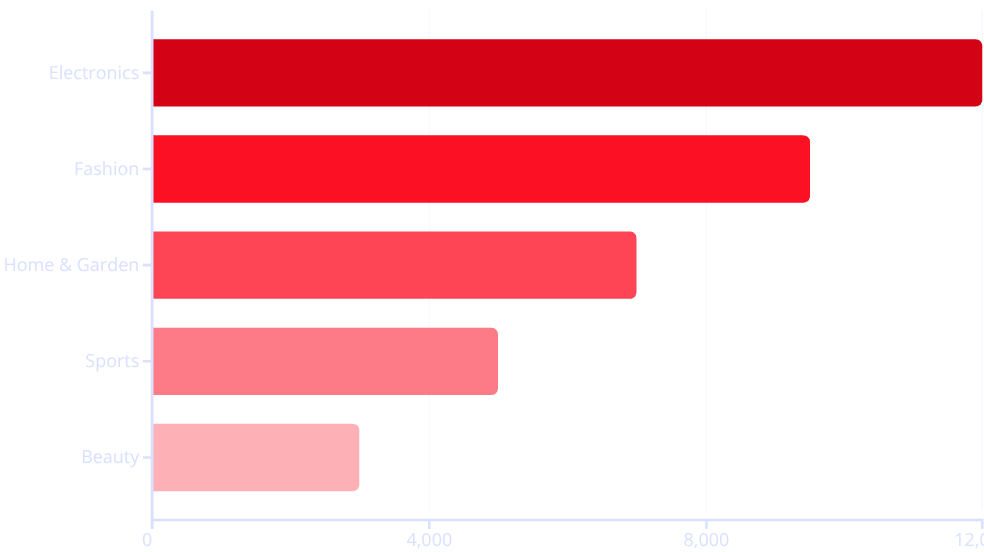 Electronics
Fashion
Home & Garden
Sports
Beauty
0 4,000 8,000 12,0